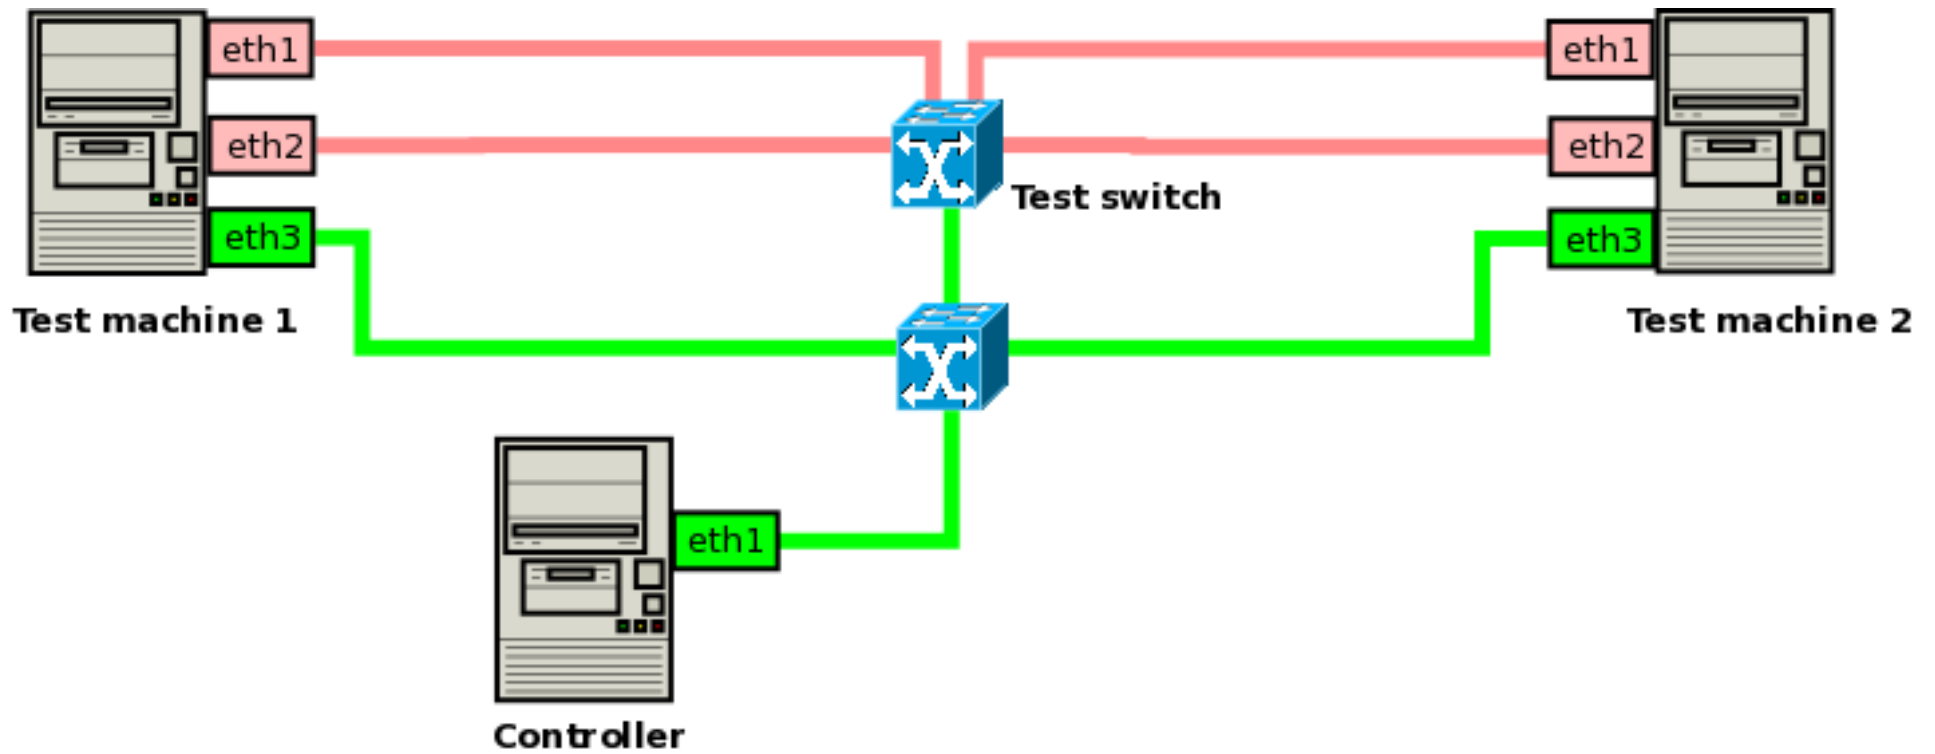 eth1
eth1
eth2
eth2
Test switch
eth3
eth3
Test machine 1
Test machine 2
eth1
Controller